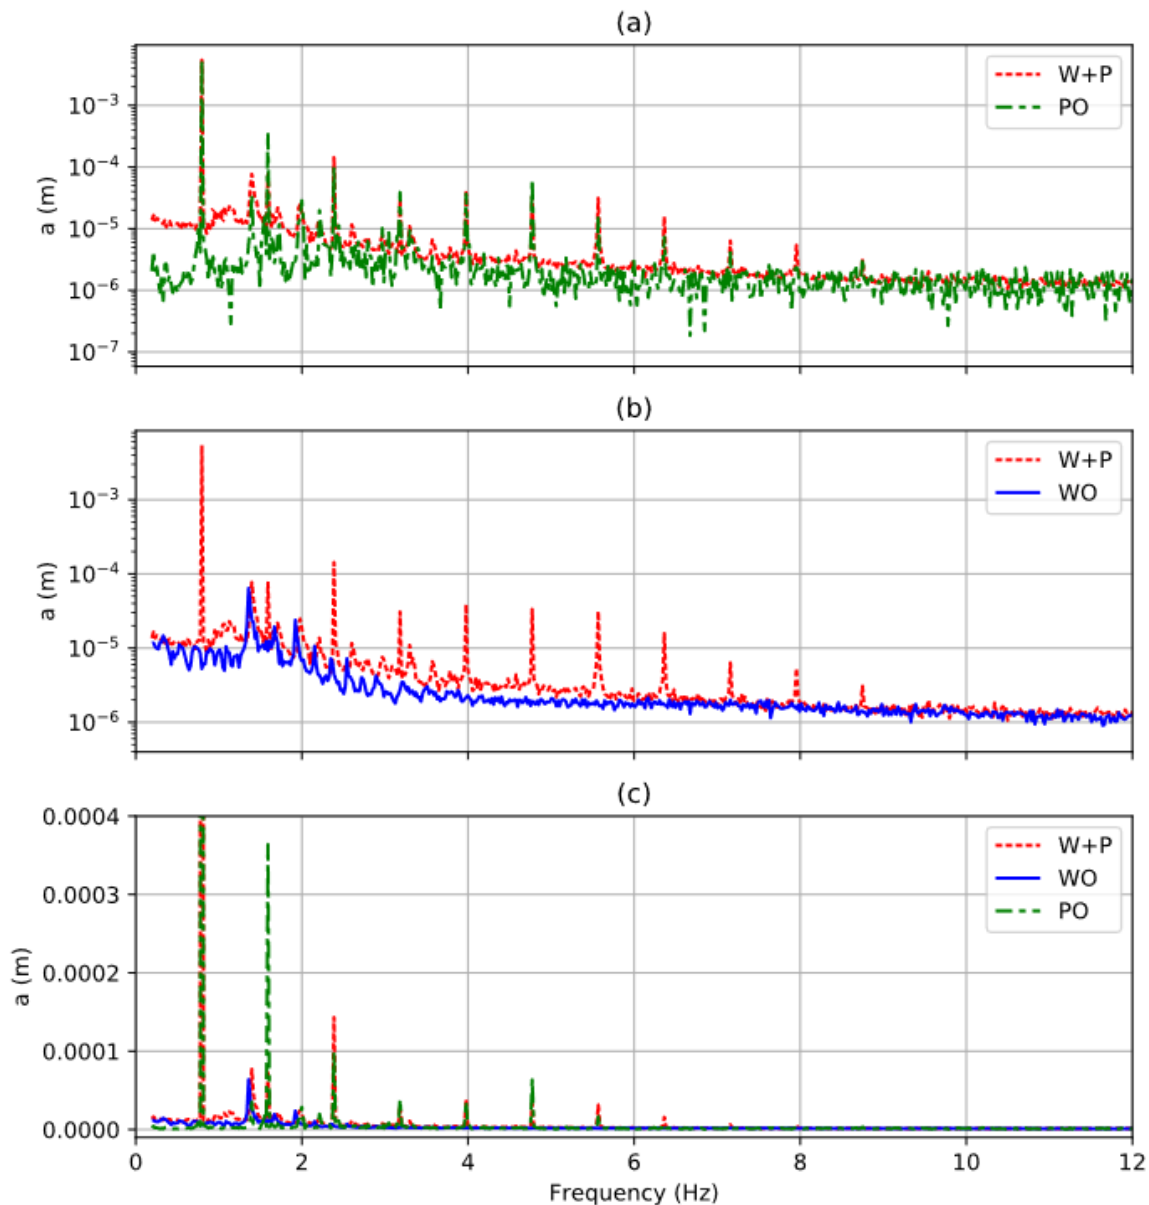 (a)
W+P
PO
10⁻³
10⁻⁴
10⁻⁵
10⁻⁶
10⁻⁷
a (m)
(b)
W+P
WO
10⁻³
10⁻⁴
10⁻⁵
10⁻⁶
a (m)
(c)
W+P
WO
PO
0.0004
0.0003
0.0002
0.0001
0.0000
a (m)
0 2 4 6 8 10 12
Frequency (Hz)